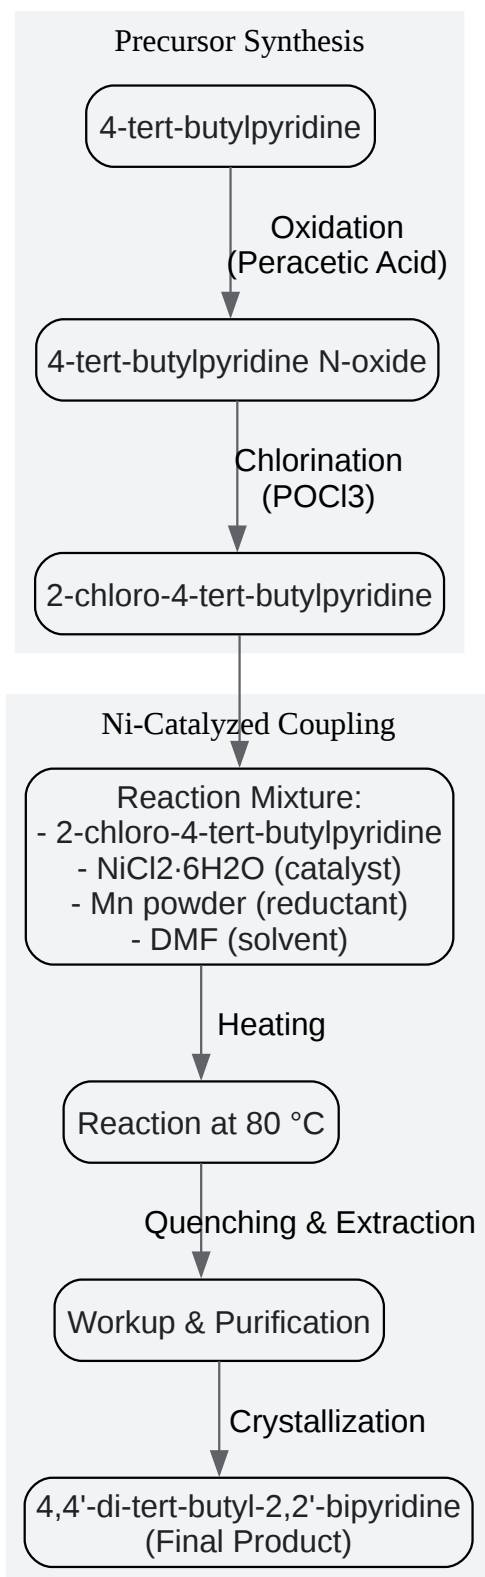 Precursor Synthesis
4-tert-butylpyridine
Oxidation
(Peracetic Acid)
4-tert-butylpyridine N-oxide
Chlorination
(POCl3)
2-chloro-4-tert-butylpyridine
Ni-Catalyzed Coupling
Reaction Mixture:
- 2-chloro-4-tert-butylpyridine
- NiCl2·6H2O (catalyst)
- Mn powder (reductant)
- DMF (solvent)
Heating
Reaction at 80 °C
Quenching & Extraction
Workup & Purification
Crystallization
4,4'-di-tert-butyl-2,2'-bipyridine
(Final Product)